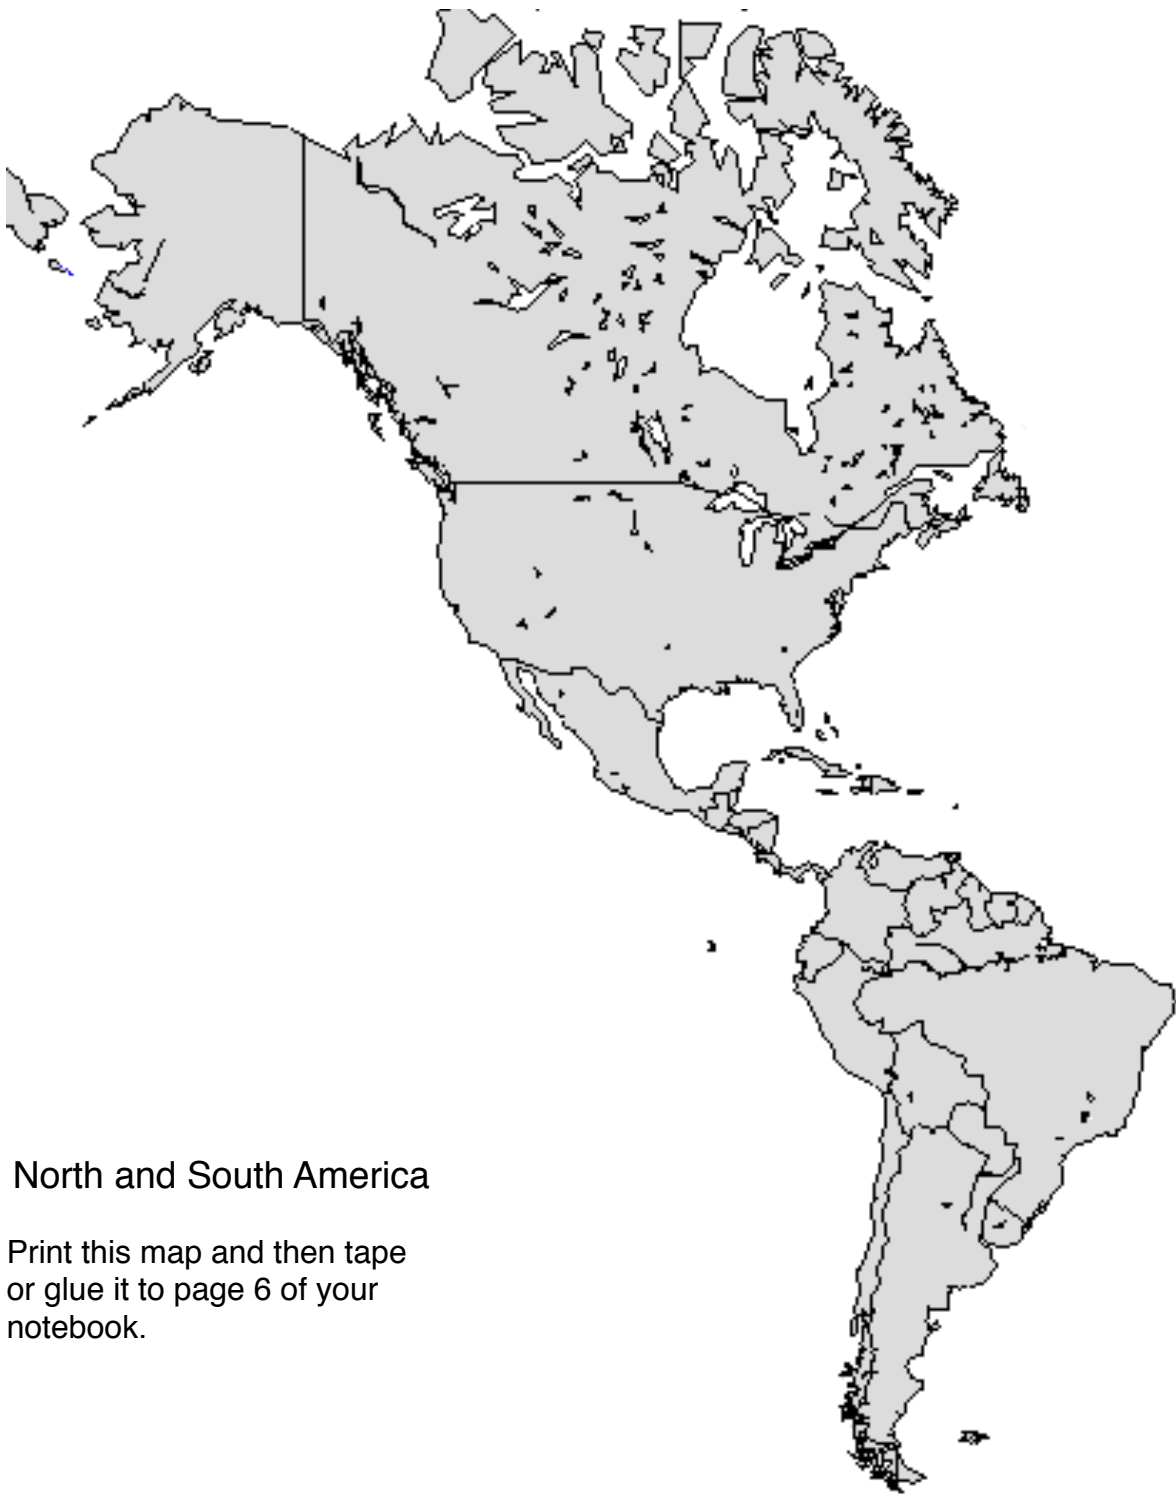 North and South America
Print this map and then tape
or glue it to page 6 of your
notebook.